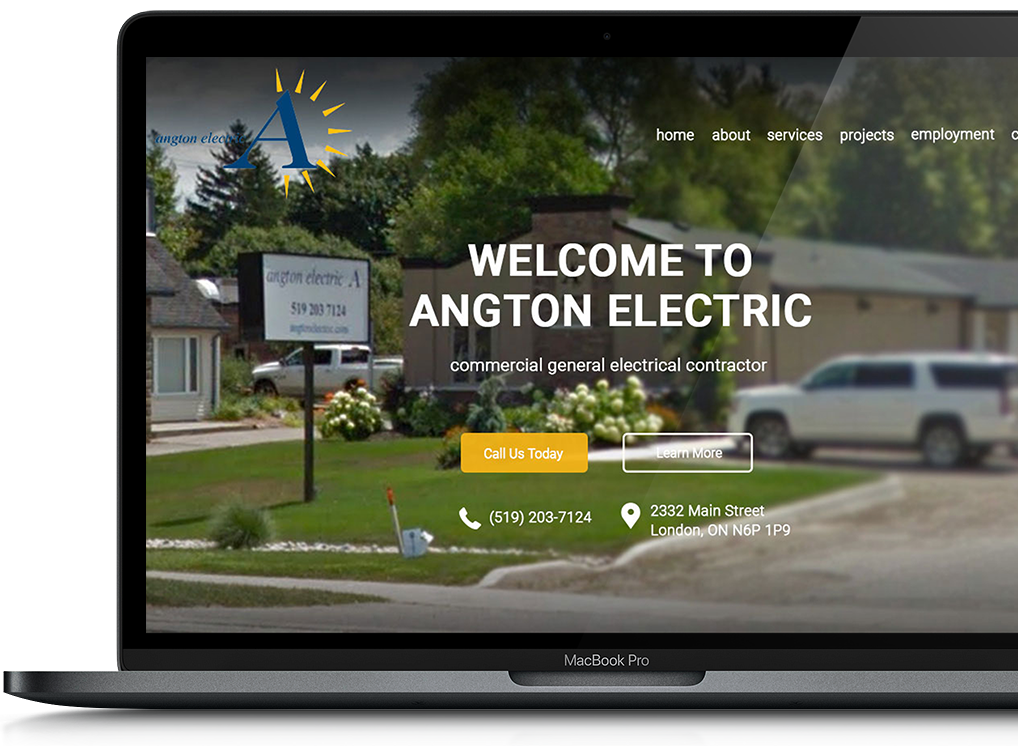 angton electric
A
home about services projects employment
WELCOME TO
ANGTON ELECTRIC
angton electric A
519 203 7124
angtonelectric.com
commercial general electrical contractor
Call Us Today
Learn More
(519) 203-7124
2332 Main Street
London, ON N6P 1P9
MacBook Pro